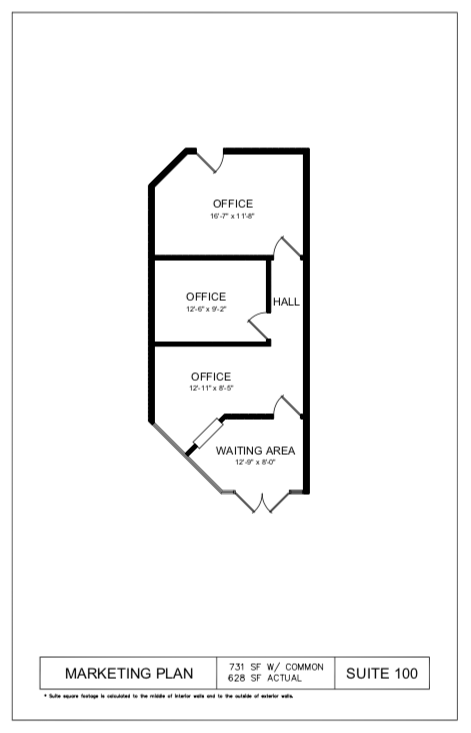 OFFICE
16'-7" x 11'-8"
OFFICE
12'-6" x 9'-2"
HALL
OFFICE
12'-11" x 8'-5"
WAITING AREA
12'-9" x 8'-0"
MARKETING PLAN
731 SF W/ COMMON
628 SF ACTUAL
SUITE 100
* Suite square footage is calculated to the middle of interior walls and to the outside of exterior walls.